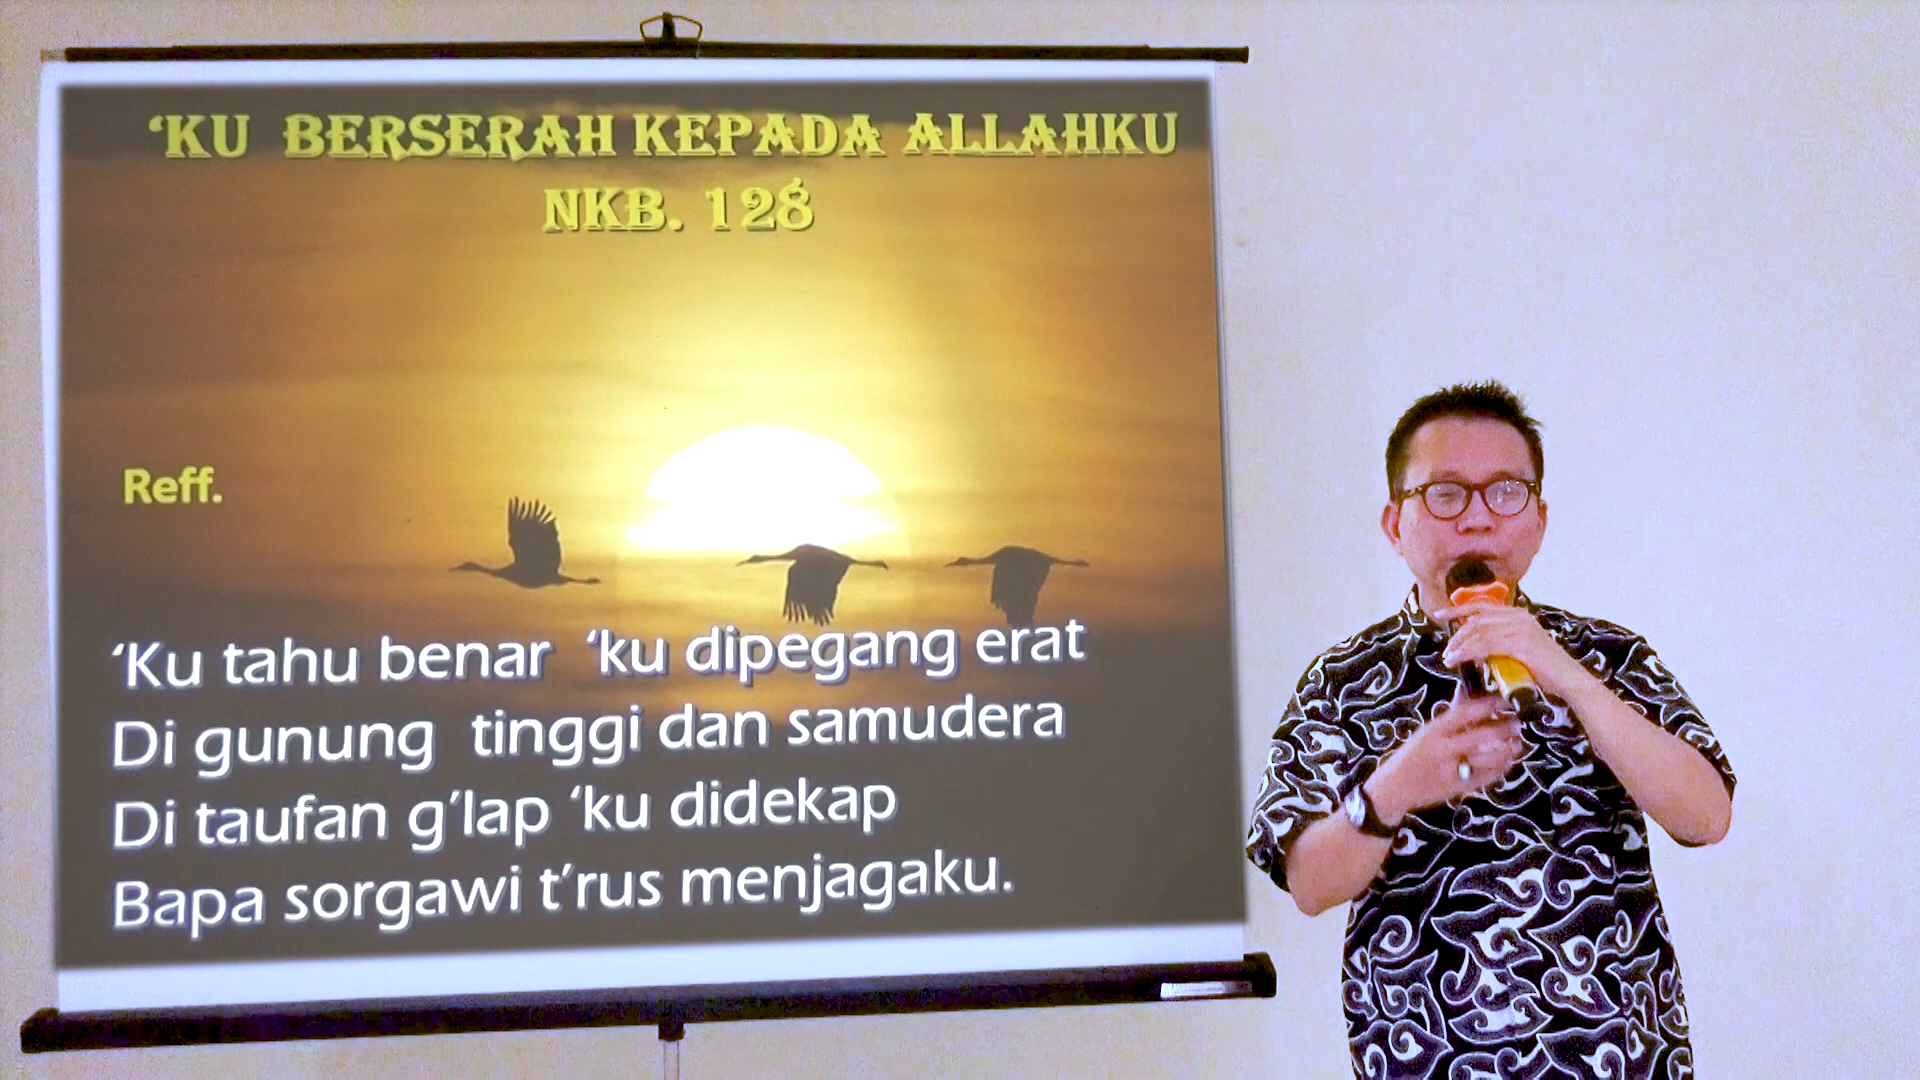 ‘KU BERSERAH KEPADA ALLAHKU
NKB. 128
Reff.
‘Ku tahu benar ‘ku dipegang erat
Di gunung tinggi dan samudera
Di taufan g’lap ‘ku didekap
Bapa sorgawi t’rus menjagaku.